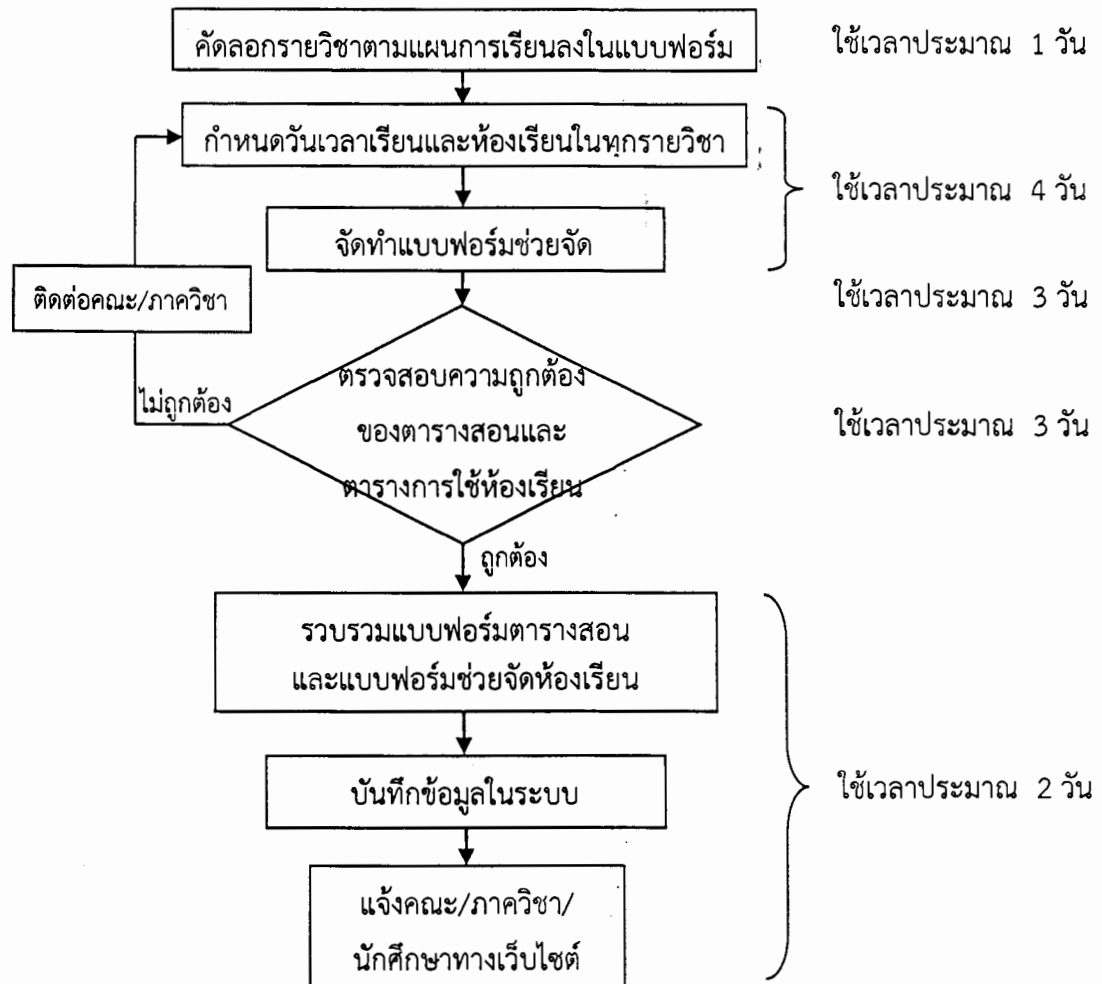 คัดลอกรายวิชาตามแผนการเรียนลงในแบบฟอร์ม
ใช้เวลาประมาณ 1 วัน
กำหนดวันเวลาเรียนและห้องเรียนในทุกรายวิชา
ใช้เวลาประมาณ 4 วัน
จัดทำแบบฟอร์มช่วยจัด
ติดต่อคณะ/ภาควิชา
ใช้เวลาประมาณ 3 วัน
ไม่ถูกต้อง
ตรวจสอบความถูกต้อง
ของตารางสอนและ
ตารางการใช้ห้องเรียน
ใช้เวลาประมาณ 3 วัน
ถูกต้อง
รวบรวมแบบฟอร์มตารางสอน
และแบบฟอร์มช่วยจัดห้องเรียน
บันทึกข้อมูลในระบบ
ใช้เวลาประมาณ 2 วัน
แจ้งคณะ/ภาควิชา/
นักศึกษาทางเว็บไซต์